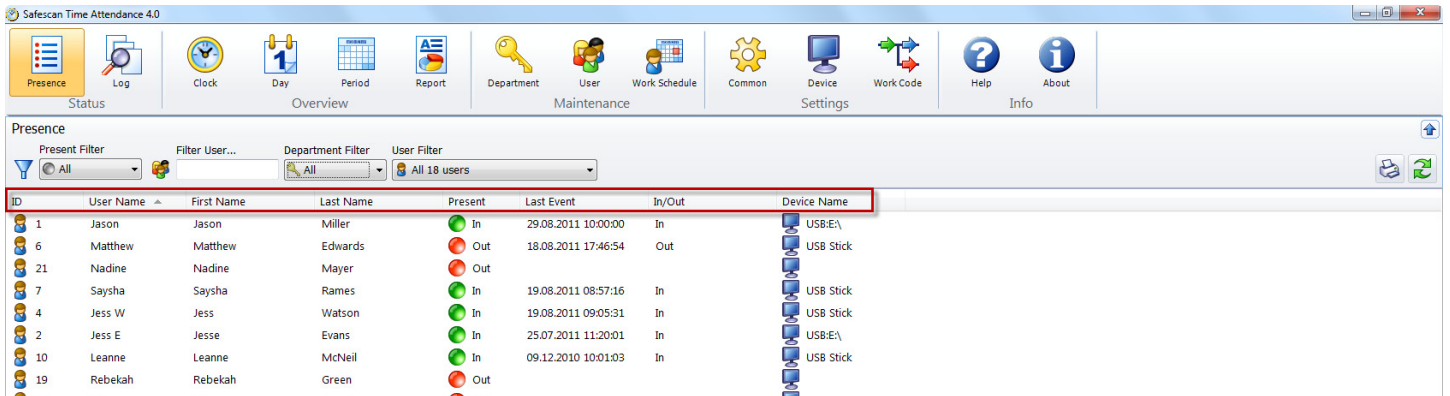 Safescan Time Attendance 4.0
Presence Log Clock Day Period Report Department User Work Schedule Common Device Work Code Help About
Status Overview Maintenance Settings Info
Presence
Present Filter Filter User... Department Filter User Filter
All All All 18 users
ID User Name First Name Last Name Present Last Event In/Out Device Name
1 Jason Jason Miller In 29.08.2011 10:00:00 In USB:E:\
6 Matthew Matthew Edwards Out 18.08.2011 17:46:54 Out USB Stick
21 Nadine Nadine Mayer Out
7 Saysha Saysha Rames In 19.08.2011 08:57:16 In USB Stick
4 Jess W Jess Watson In 19.08.2011 09:05:31 In USB Stick
2 Jess E Jesse Evans In 25.07.2011 11:20:01 In USB:E:\
10 Leanne Leanne McNeil In 09.12.2010 10:01:03 In USB Stick
19 Rebekah Rebekah Green Out